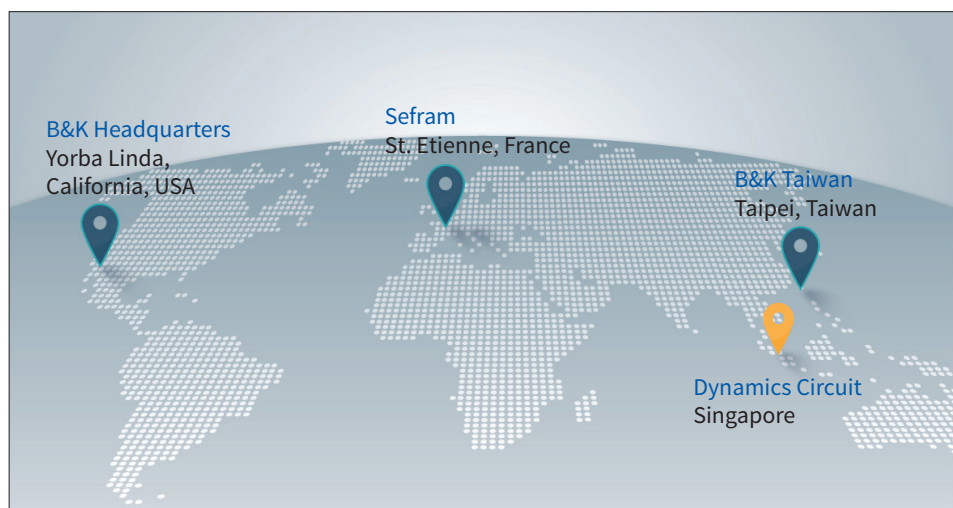 B&K Headquarters
Yorba Linda,
California, USA
Sefram
St. Etienne, France
B&K Taiwan
Taipei, Taiwan
Dynamics Circuit
Singapore